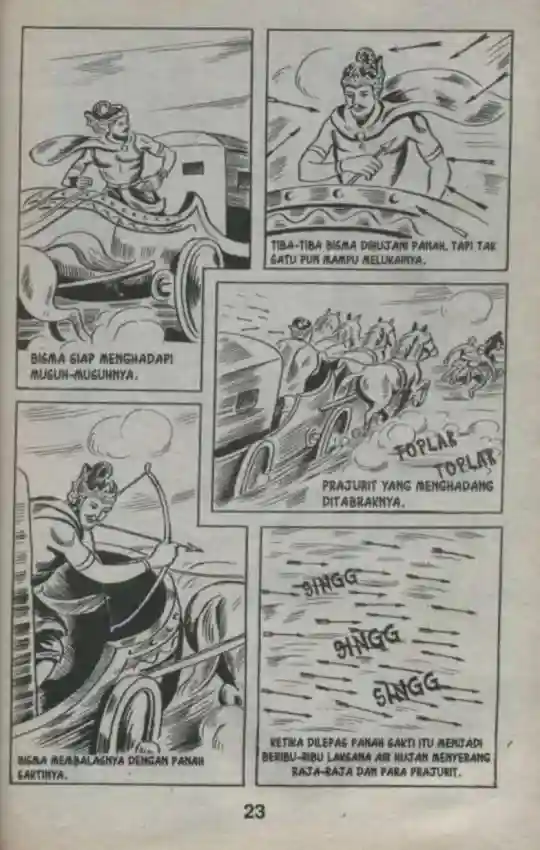 BISMA SIAP MENGHADAPI
MUSUH-MUSUHNYA.
TIBA-TIBA BISMA DIHUJANI PANAH, TAPI TAK
SATU PUN MAMPU MELUKAINYA.
TOPLAK-
TOPLAK
PRAJURIT YANG MENGHADANG
DITABRAKNYA.
BISMA MEMBALASNYA DENGAN PANAH
SAKTINYA.
SINGG
SINGG
SINGG
KETIKA DILEPAS PANAH SAKTI ITU MENJADI
BERIBU-RIBU LAKSANA AIR HUJAN MENYERANG
RAJA-RAJA DAN PARA PRAJURIT.
23